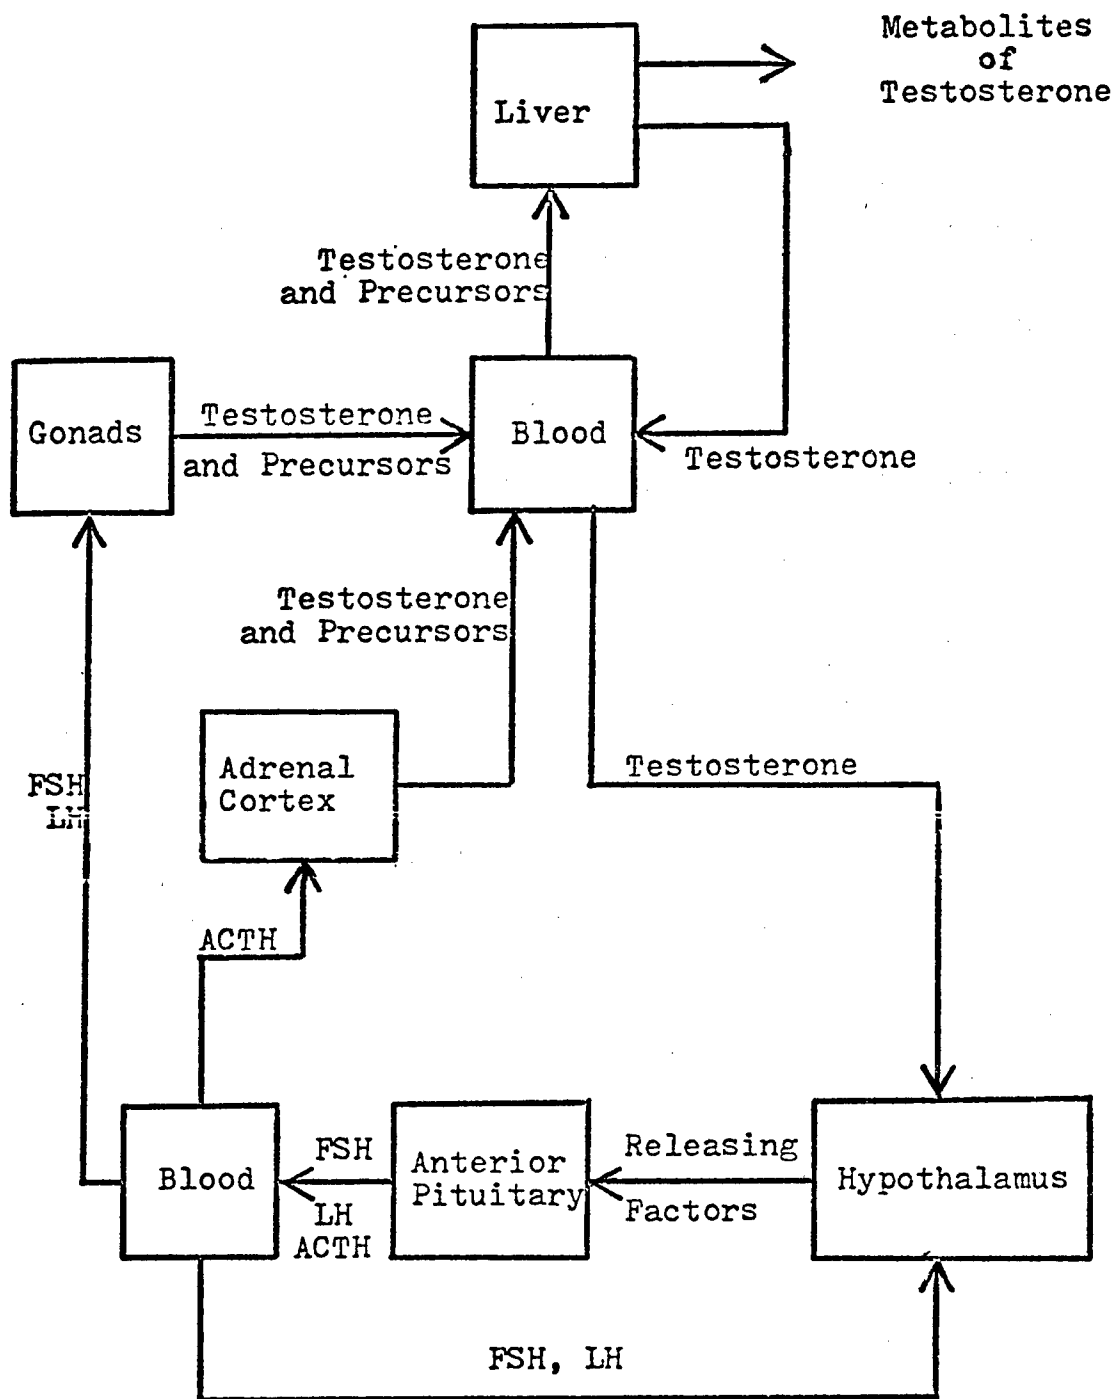 Metabolites
of
Testosterone
Liver
Testosterone
and Precursors
Gonads
Testosterone
and Precursors
Blood
Testosterone
Testosterone
and Precursors
Adrenal
Cortex
Testosterone
FSH
LH
ACTH
Blood
FSH
LH
ACTH
Anterior
Pituitary
Releasing
Factors
Hypothalamus
FSH, LH